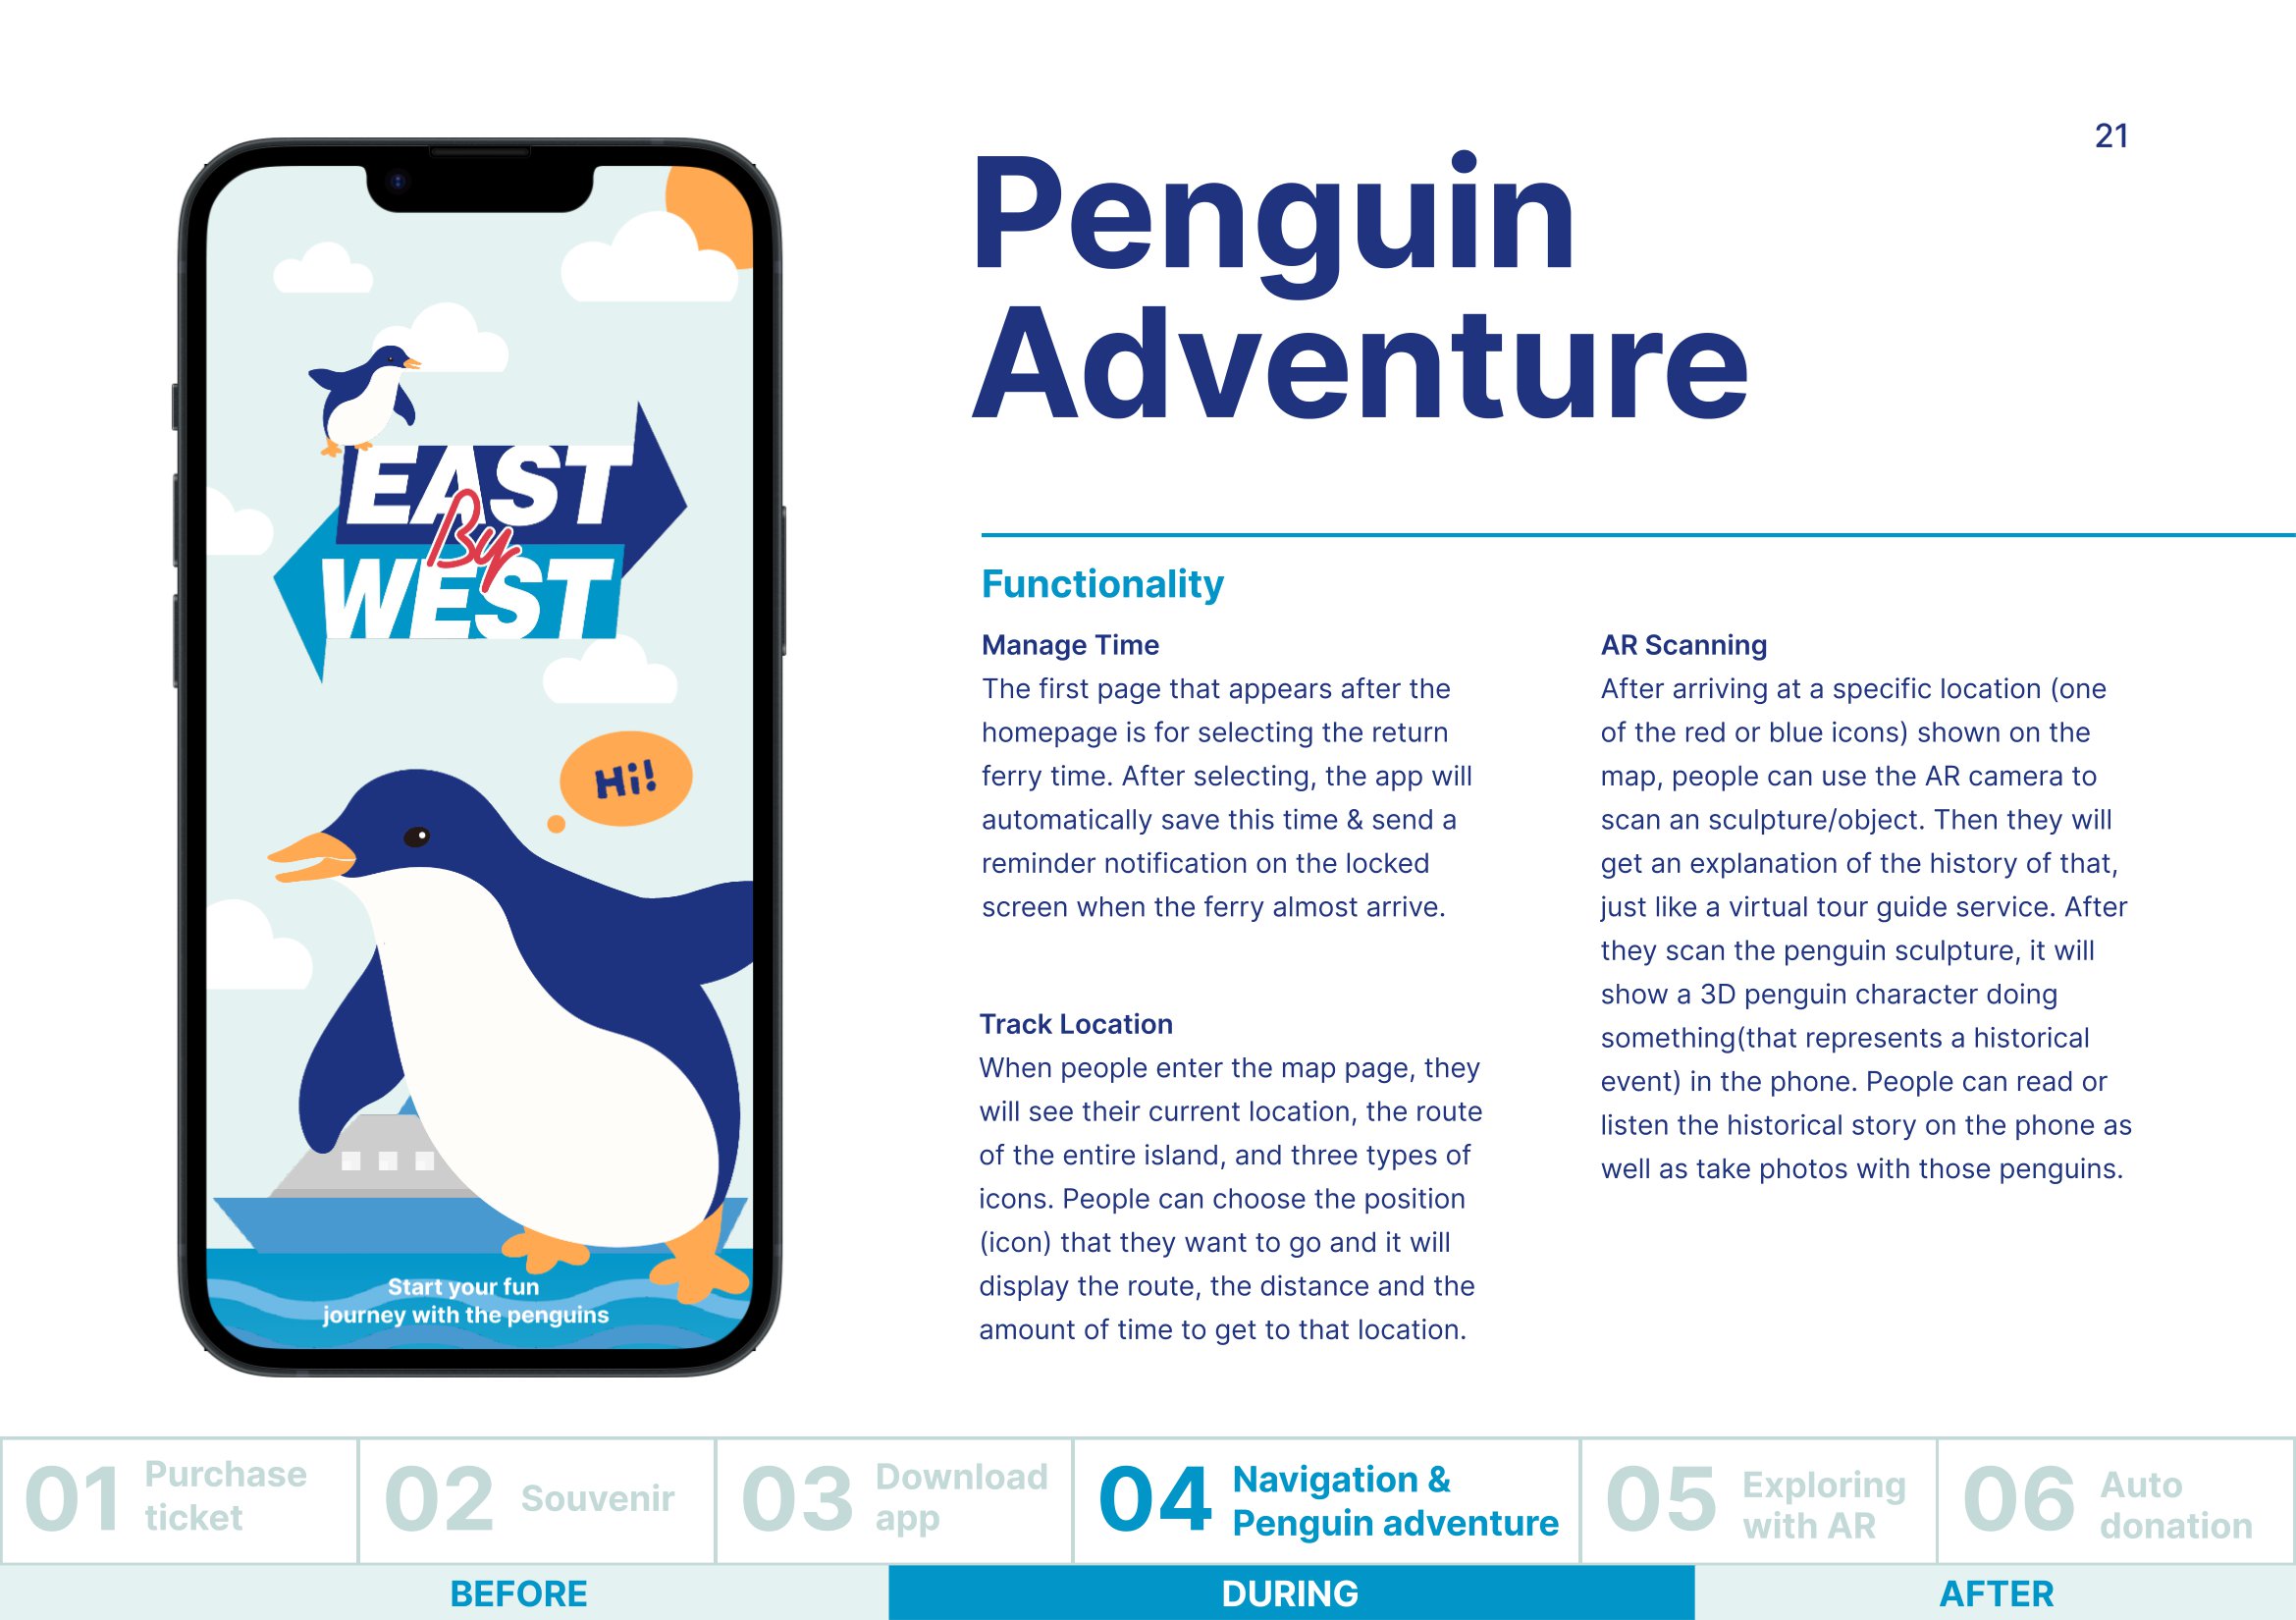 21
Penguin
Adventure
EAST
By
WEST
Hi!
Start your fun
journey with the penguins
Functionality
Manage Time
The first page that appears after the
homepage is for selecting the return
ferry time. After selecting, the app will
automatically save this time & send a
reminder notification on the locked
screen when the ferry almost arrive.
Track Location
When people enter the map page, they
will see their current location, the route
of the entire island, and three types of
icons. People can choose the position
(icon) that they want to go and it will
display the route, the distance and the
amount of time to get to that location.
AR Scanning
After arriving at a specific location (one
of the red or blue icons) shown on the
map, people can use the AR camera to
scan an sculpture/object. Then they will
get an explanation of the history of that,
just like a virtual tour guide service. After
they scan the penguin sculpture, it will
show a 3D penguin character doing
something(that represents a historical
event) in the phone. People can read or
listen the historical story on the phone as
well as take photos with those penguins.
01 Purchase
ticket
02 Souvenir
03 Download
app
04 Navigation &
Penguin adventure
05 Exploring
with AR
06 Auto
donation
BEFORE
DURING
AFTER